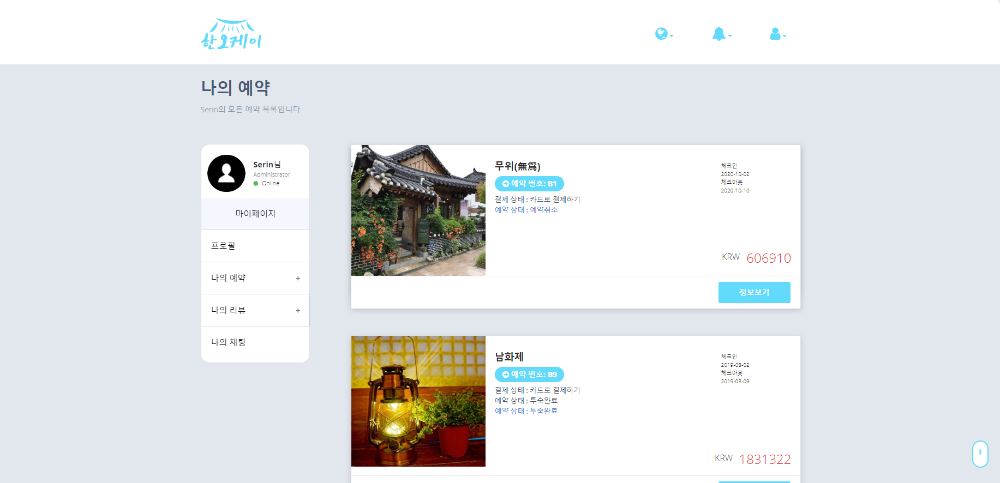 한오케이
나의 예약
Serin의 모든 예약 목록입니다.
Serin님
Administrator
Online
마이페이지
프로필
나의 예약 +
나의 리뷰 +
나의 채팅
무위(無爲)
예약 번호: B1
결제 상태 : 카드로 결제하기
예약 상태 : 예약취소
체크인
2020-10-02
체크아웃
2020-10-10
KRW 606910
정보보기
남화제
예약 번호: B9
결제 상태 : 카드로 결제하기
예약 상태 : 투숙완료
예약 상태 : 투숙완료
체크인
2019-08-02
체크아웃
2019-08-09
KRW 1831322